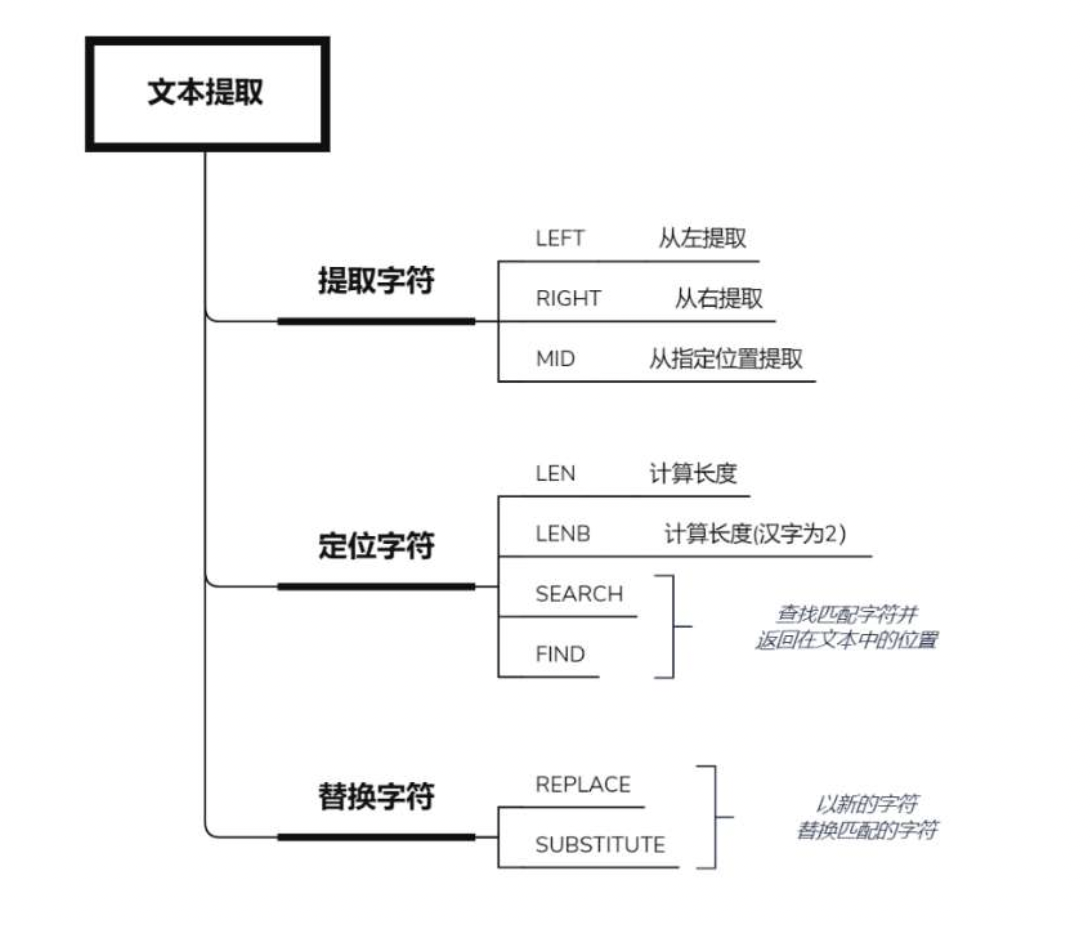 文本提取
提取字符
LEFT 从左提取
RIGHT 从右提取
MID 从指定位置提取
定位字符
LEN 计算长度
LENB 计算长度(汉字为2）
SEARCH
FIND
查找匹配字符并
返回在文本中的位置
替换字符
REPLACE
SUBSTITUTE
以新的字符
替换匹配的字符